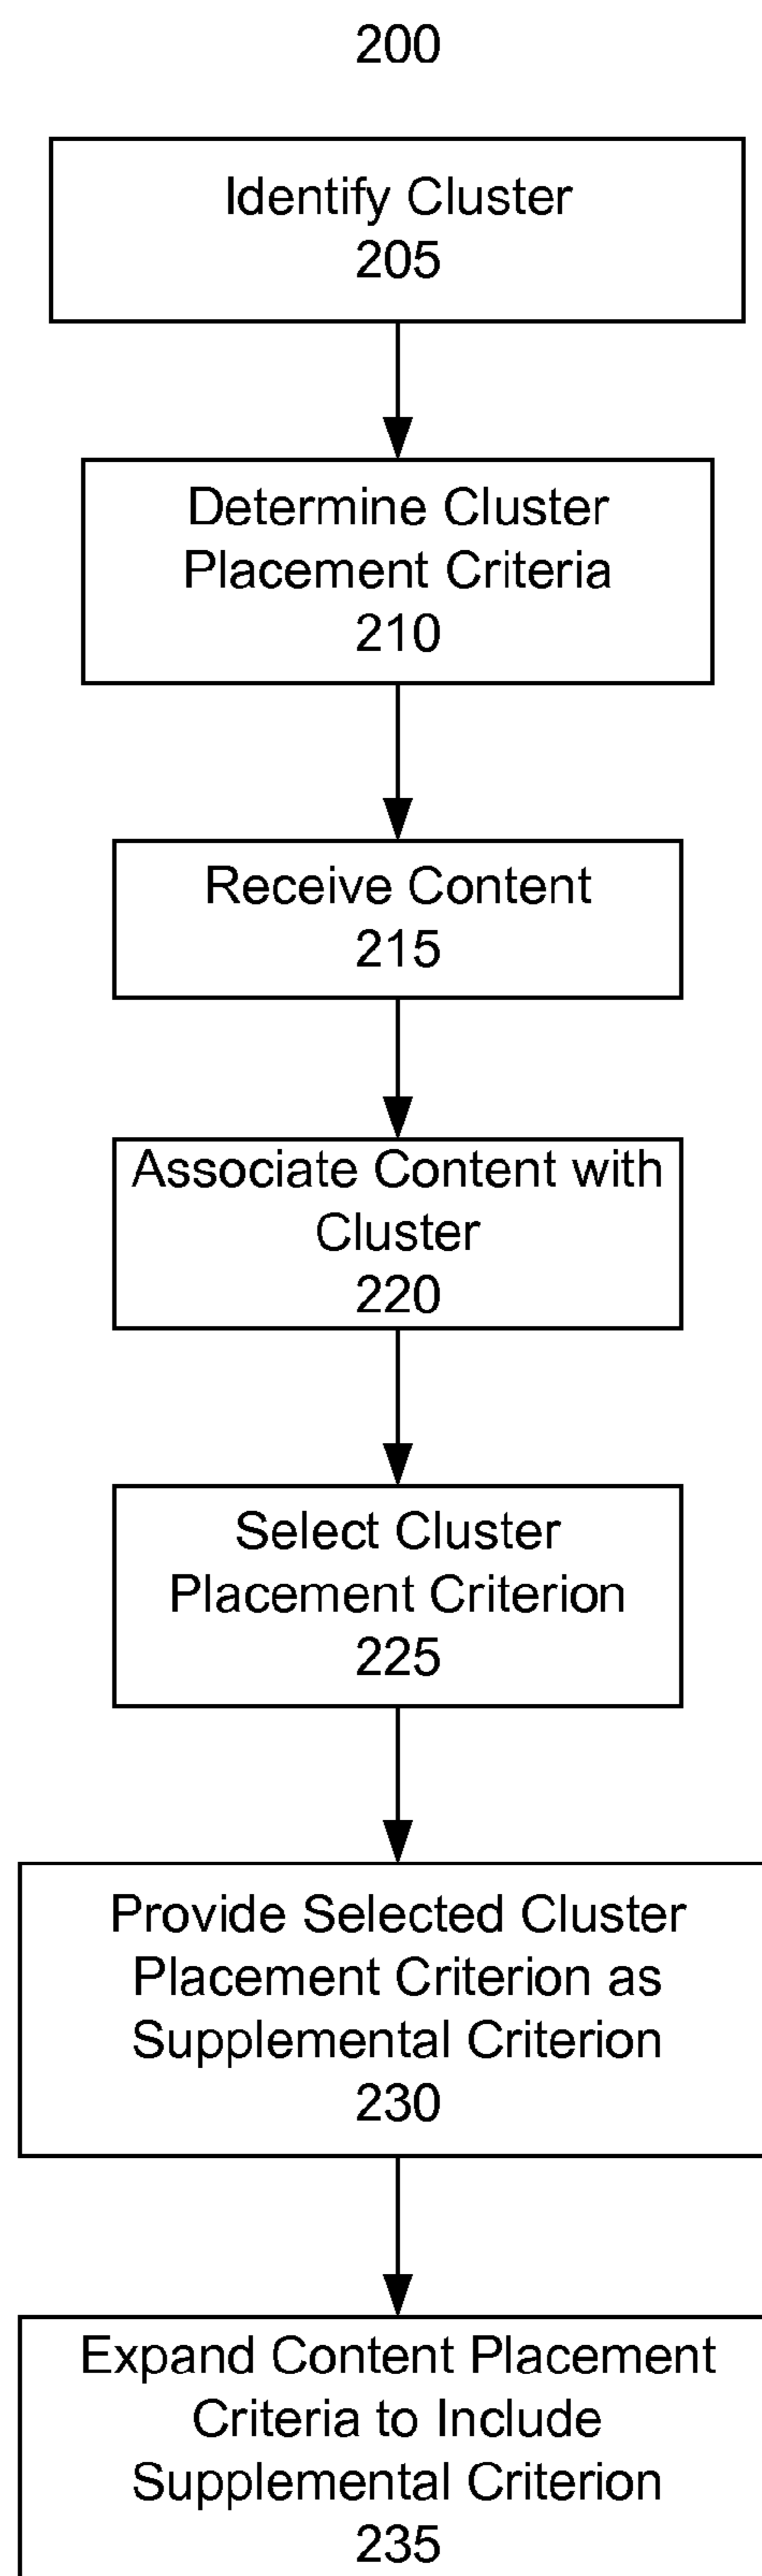 200
Identify Cluster
205
Determine Cluster
Placement Criteria
210
Receive Content
215
Associate Content with
Cluster
220
Select Cluster
Placement Criterion
225
Provide Selected Cluster
Placement Criterion as
Supplemental Criterion
230
Expand Content Placement
Criteria to Include
Supplemental Criterion
235